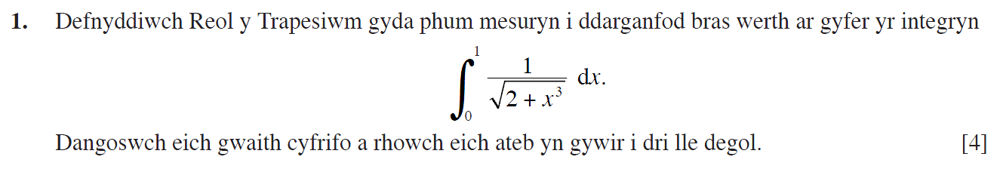 1. Defnyddiwch Reol y Trapesiwm gyda phum mesuryn i ddarganfod bras werth ar gyfer yr integryn
∫₀¹ 1/√(2 + x³) dx.
Dangoswch eich gwaith cyfrifo a rhowch eich ateb yn gywir i dri lle degol. [4]